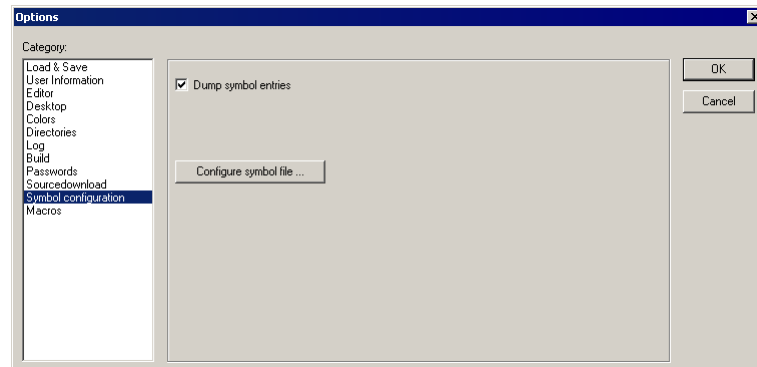 Options
Category:
Load & Save
User Information
Editor
Desktop
Colors
Directories
Log
Build
Passwords
Sourcedownload
Symbol configuration
Macros
Dump symbol entries
Configure symbol file ...
OK
Cancel